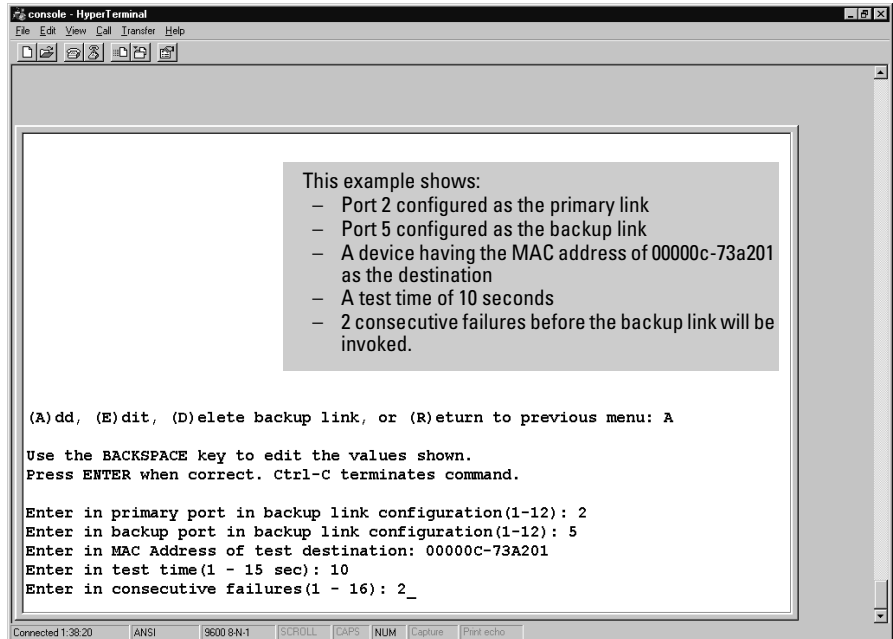 console - HyperTerminal
File Edit View Call Transfer Help
This example shows:
– Port 2 configured as the primary link
– Port 5 configured as the backup link
– A device having the MAC address of 00000c-73a201
as the destination
– A test time of 10 seconds
– 2 consecutive failures before the backup link will be
invoked.
(A)dd, (E)dit, (D)elete backup link, or (R)eturn to previous menu: A
Use the BACKSPACE key to edit the values shown.
Press ENTER when correct. Ctrl-C terminates command.
Enter in primary port in backup link configuration(1-12): 2
Enter in backup port in backup link configuration(1-12): 5
Enter in MAC Address of test destination: 00000C-73A201
Enter in test time(1 - 15 sec): 10
Enter in consecutive failures(1 - 16): 2_
Connected 1:38:20 ANSI 9600 8-N-1 SCROLL CAPS NUM Capture Print echo